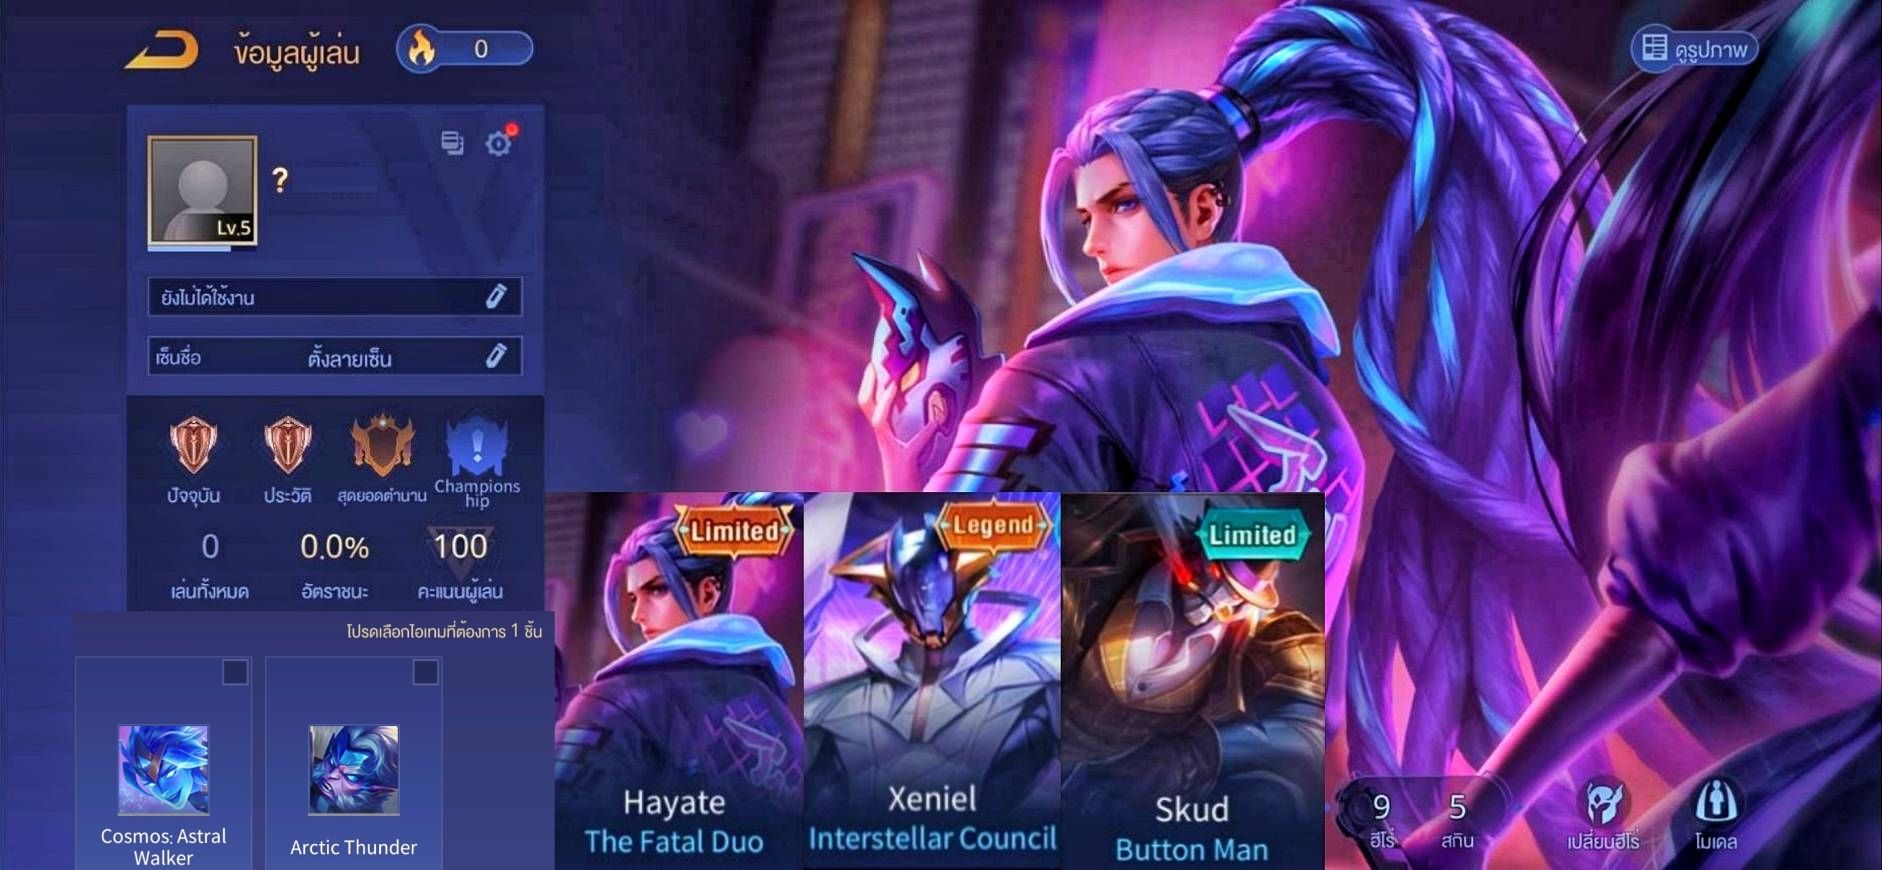 ข้อมูลผู้เล่น
0
ดูรูปภาพ
?
Lv.5
ยังไม่ได้ใช้งาน
เซ็นชื่อ ตั้งลายเซ็น
ปัจจุบัน ประวัติ สุดยอดตำนาน Champions
hip
0 0.0% 100
เล่นทั้งหมด อัตราชนะ คะแนนผู้เล่น
โปรดเลือกไอเทมที่ต้องการ 1 ชิ้น
Cosmos: Astral
Walker
Arctic Thunder
Limited
Hayate
The Fatal Duo
Legend
Xeniel
Interstellar Council
Limited
Skud
Button Man
9 5
ฮีโร่ สกิน เปลี่ยนฮีโร่ โมเดล